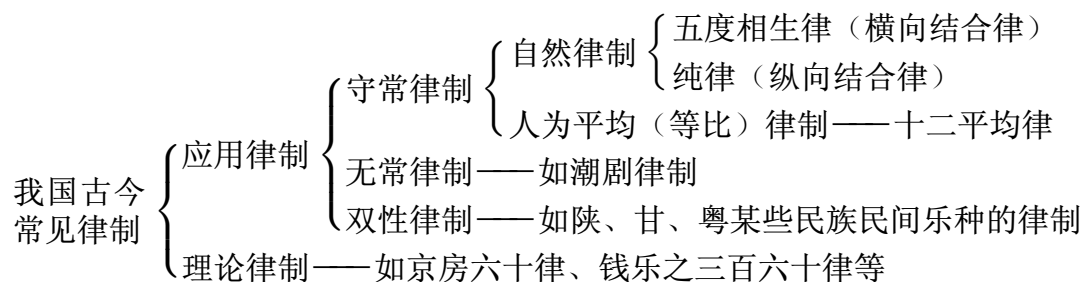 五度相生律（横向结合律）
自然律制
纯律（纵向结合律）
守常律制
人为平均（等比）律制——十二平均律
应用律制
无常律制——如潮剧律制
我国古今
常见律制
双性律制——如陕、甘、粤某些民族民间乐种的律制
理论律制——如京房六十律、钱乐之三百六十律等